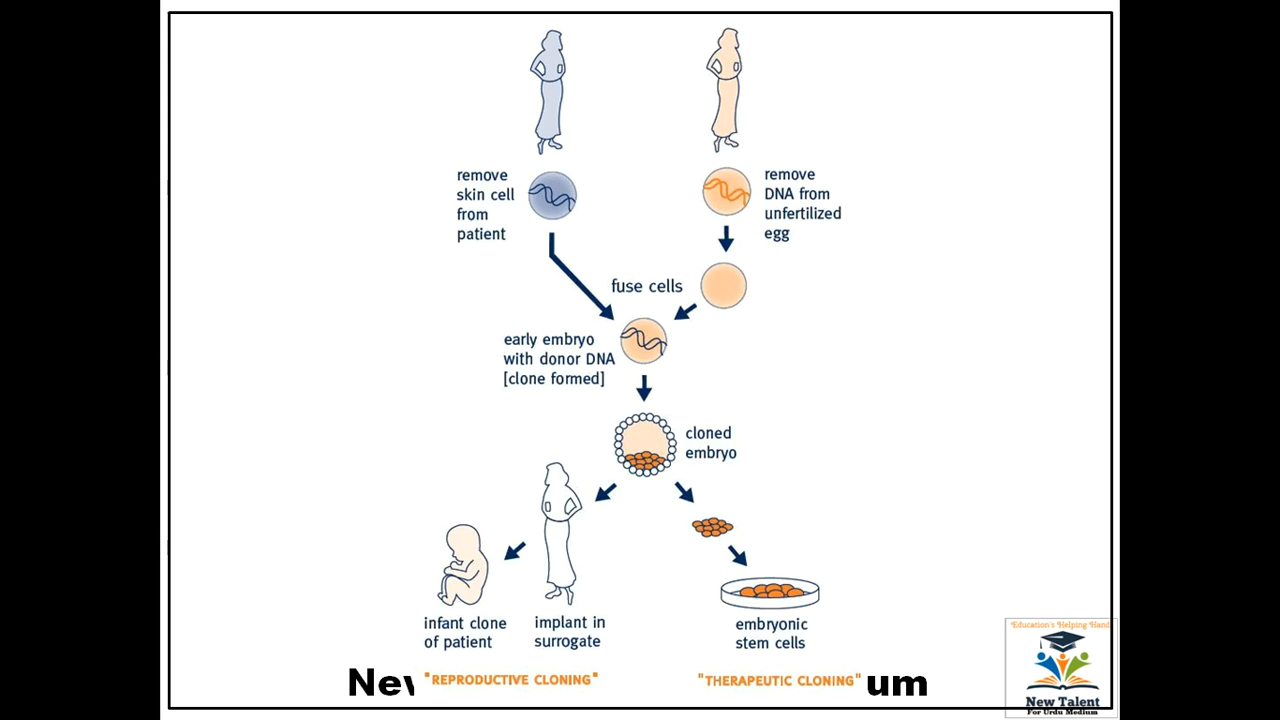 remove
skin cell
from
patient
remove
DNA from
unfertilized
egg
fuse cells
early embryo
with donor DNA
[clone formed]
cloned
embryo
infant clone
of patient
implant in
surrogate
embryonic
stem cells
"REPRODUCTIVE CLONING"
"THERAPEUTIC CLONING"
um
Education's Helping Hand
New Talent
For Urdu Medium